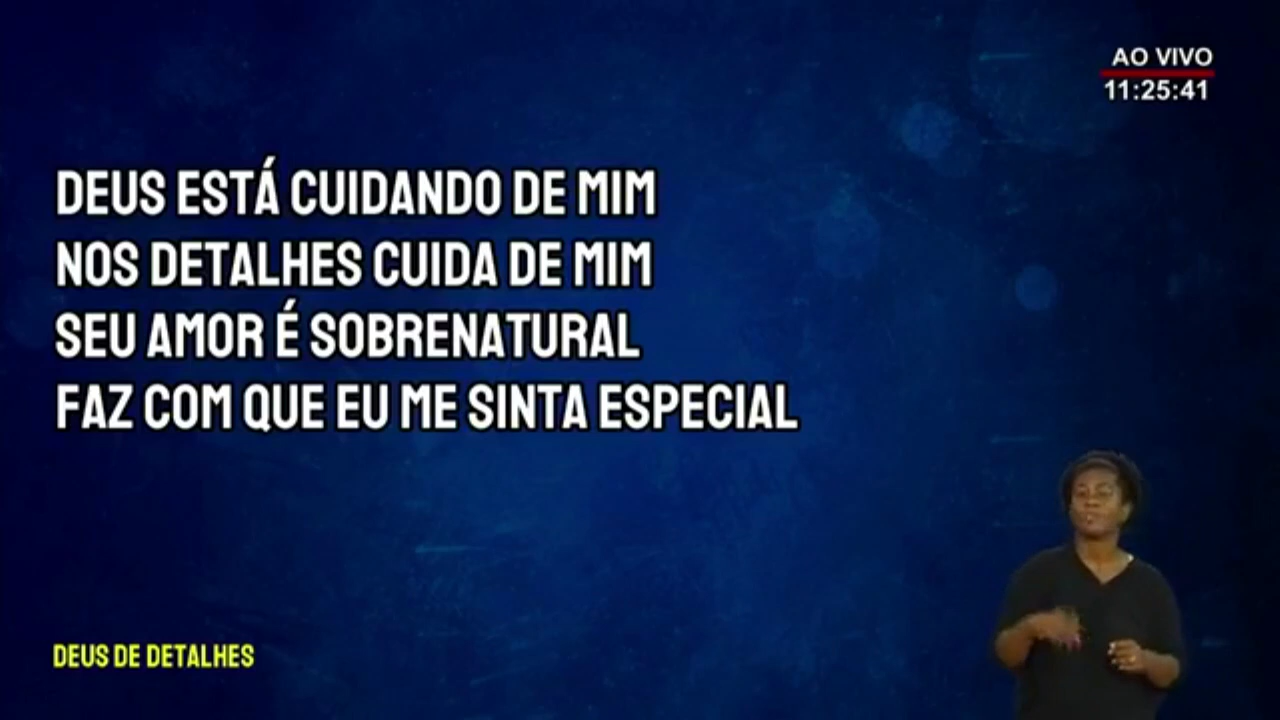 AO VIVO
11:25:41
DEUS ESTÁ CUIDANDO DE MIM
NOS DETALHES CUIDA DE MIM
SEU AMOR É SOBRENATURAL
FAZ COM QUE EU ME SINTA ESPECIAL
DEUS DE DETALHES